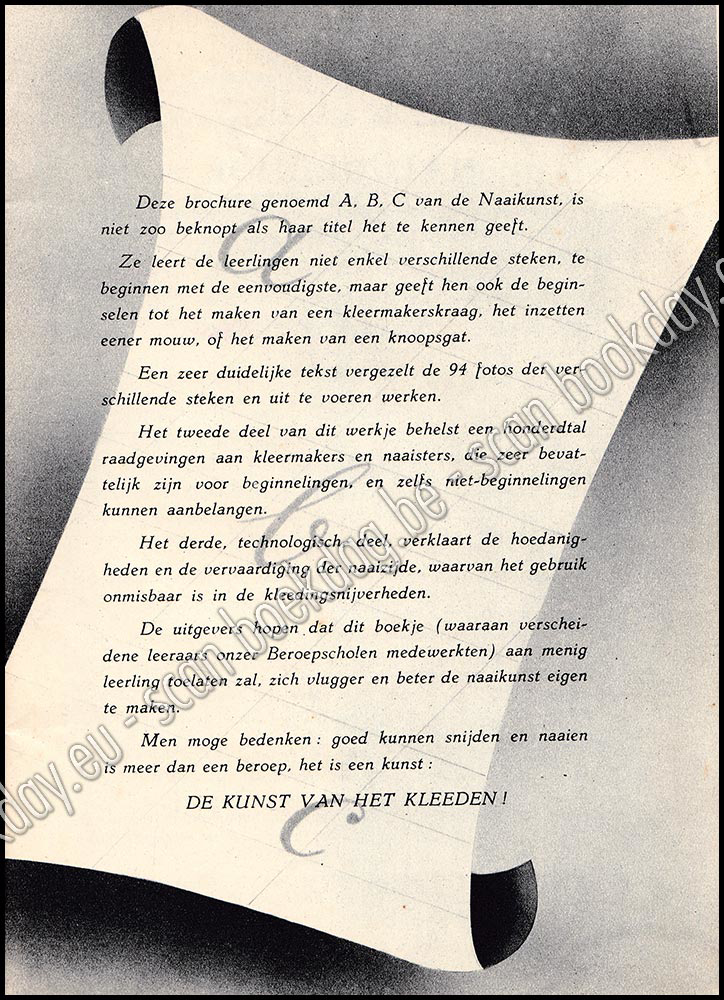 Deze brochure genoemd A, B, C van de Naaikunst, is
niet zoo beknopt als haar titel het te kennen geeft.
Ze leert de leerlingen niet enkel verschillende steken, te
beginnen met de eenvoudigste, maar geeft hen ook de begin-
selen tot het maken van een kleermakerskraag, het inzetten
eener mouw, of het maken van een knoopsgat.
Een zeer duidelijke tekst vergezelt de 94 fotos der ver-
schillende steken en uit te voeren werken.
Het tweede deel van dit werkje behelst een honderdtal
raadgevingen aan kleermakers en naaisters, die zeer bevat-
telijk zijn voor beginnelingen, en zelfs niet-beginnelingen
kunnen aanbelangen.
Het derde, technologisch deel, verklaart de hoedanig-
heden en de vervaardiging der naaizijde, waarvan het gebruik
onmisbaar is in de kleedingsnijverheden.
De uitgevers hopen dat dit boekje (waaraan verschei-
dene leeraars onzer Beroepscholen medewerkten) aan menig
leerling toelaten zal, zich vlugger en beter de naaikunst eigen
te maken.
Men moge bedenken : goed kunnen snijden en naaien
is meer dan een beroep, het is een kunst :
DE KUNST VAN HET KLEEDEN !
a
b
c
day.eu - scan boekdag.be - scan bookday.e